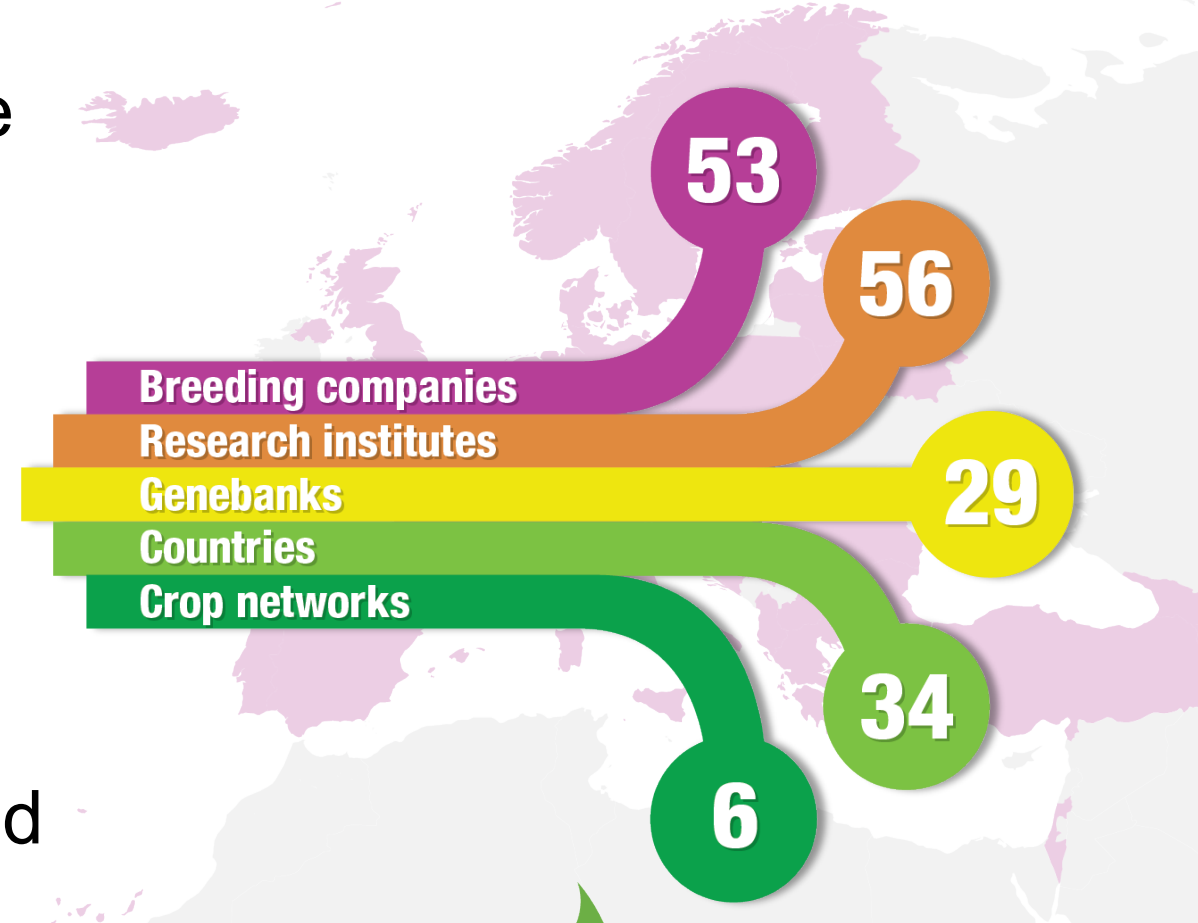 e
53
56
Breeding companies
Research institutes
Genebanks
29
Countries
Crop networks
34
d
6